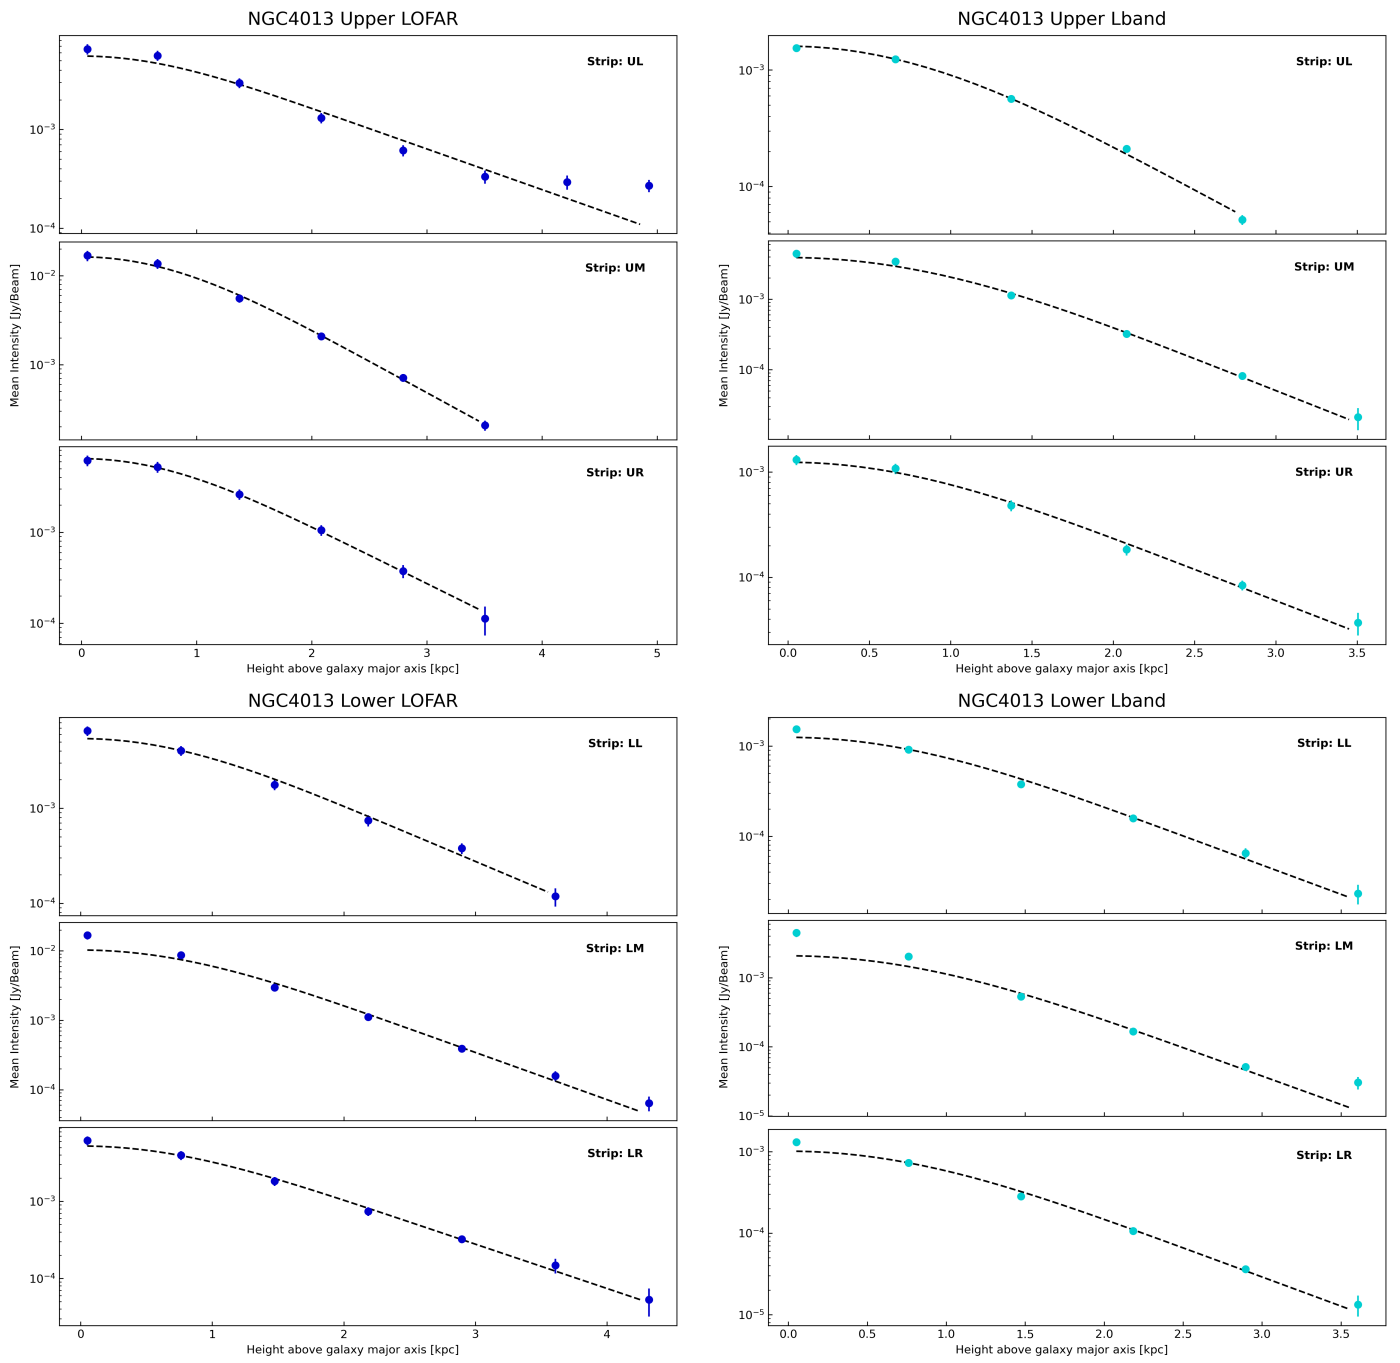 NGC4013 Upper LOFAR
Strip: UL
10⁻³
10⁻⁴
Strip: UM
10⁻²
10⁻³
Strip: UR
10⁻³
10⁻⁴
Mean Intensity [Jy/Beam]
0 1 2 3 4 5
Height above galaxy major axis [kpc]
NGC4013 Upper Lband
Strip: UL
10⁻³
10⁻⁴
Strip: UM
10⁻³
10⁻⁴
Strip: UR
10⁻³
10⁻⁴
Mean Intensity [Jy/Beam]
0.0 0.5 1.0 1.5 2.0 2.5 3.0 3.5
Height above galaxy major axis [kpc]
NGC4013 Lower LOFAR
Strip: LL
10⁻³
10⁻⁴
Strip: LM
10⁻²
10⁻³
10⁻⁴
Strip: LR
10⁻³
10⁻⁴
Mean Intensity [Jy/Beam]
0 1 2 3 4
Height above galaxy major axis [kpc]
NGC4013 Lower Lband
Strip: LL
10⁻³
10⁻⁴
Strip: LM
10⁻³
10⁻⁴
10⁻⁵
Strip: LR
10⁻³
10⁻⁴
10⁻⁵
Mean Intensity [Jy/Beam]
0.0 0.5 1.0 1.5 2.0 2.5 3.0 3.5
Height above galaxy major axis [kpc]